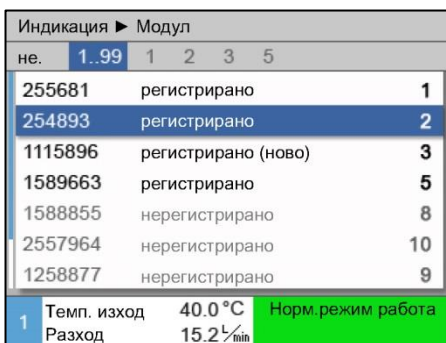 Индикация ► Модул
не. 1..99 1 2 3 5
255681 регистрирано 1
254893 регистрирано 2
1115896 регистрирано (ново) 3
1589663 регистрирано 5
1588855 нерегистрирано 8
2557964 нерегистрирано 10
1258877 нерегистрирано 9
1 Темп. изход 40.0 °C Норм.режим работа
Разход 15.2 L/min